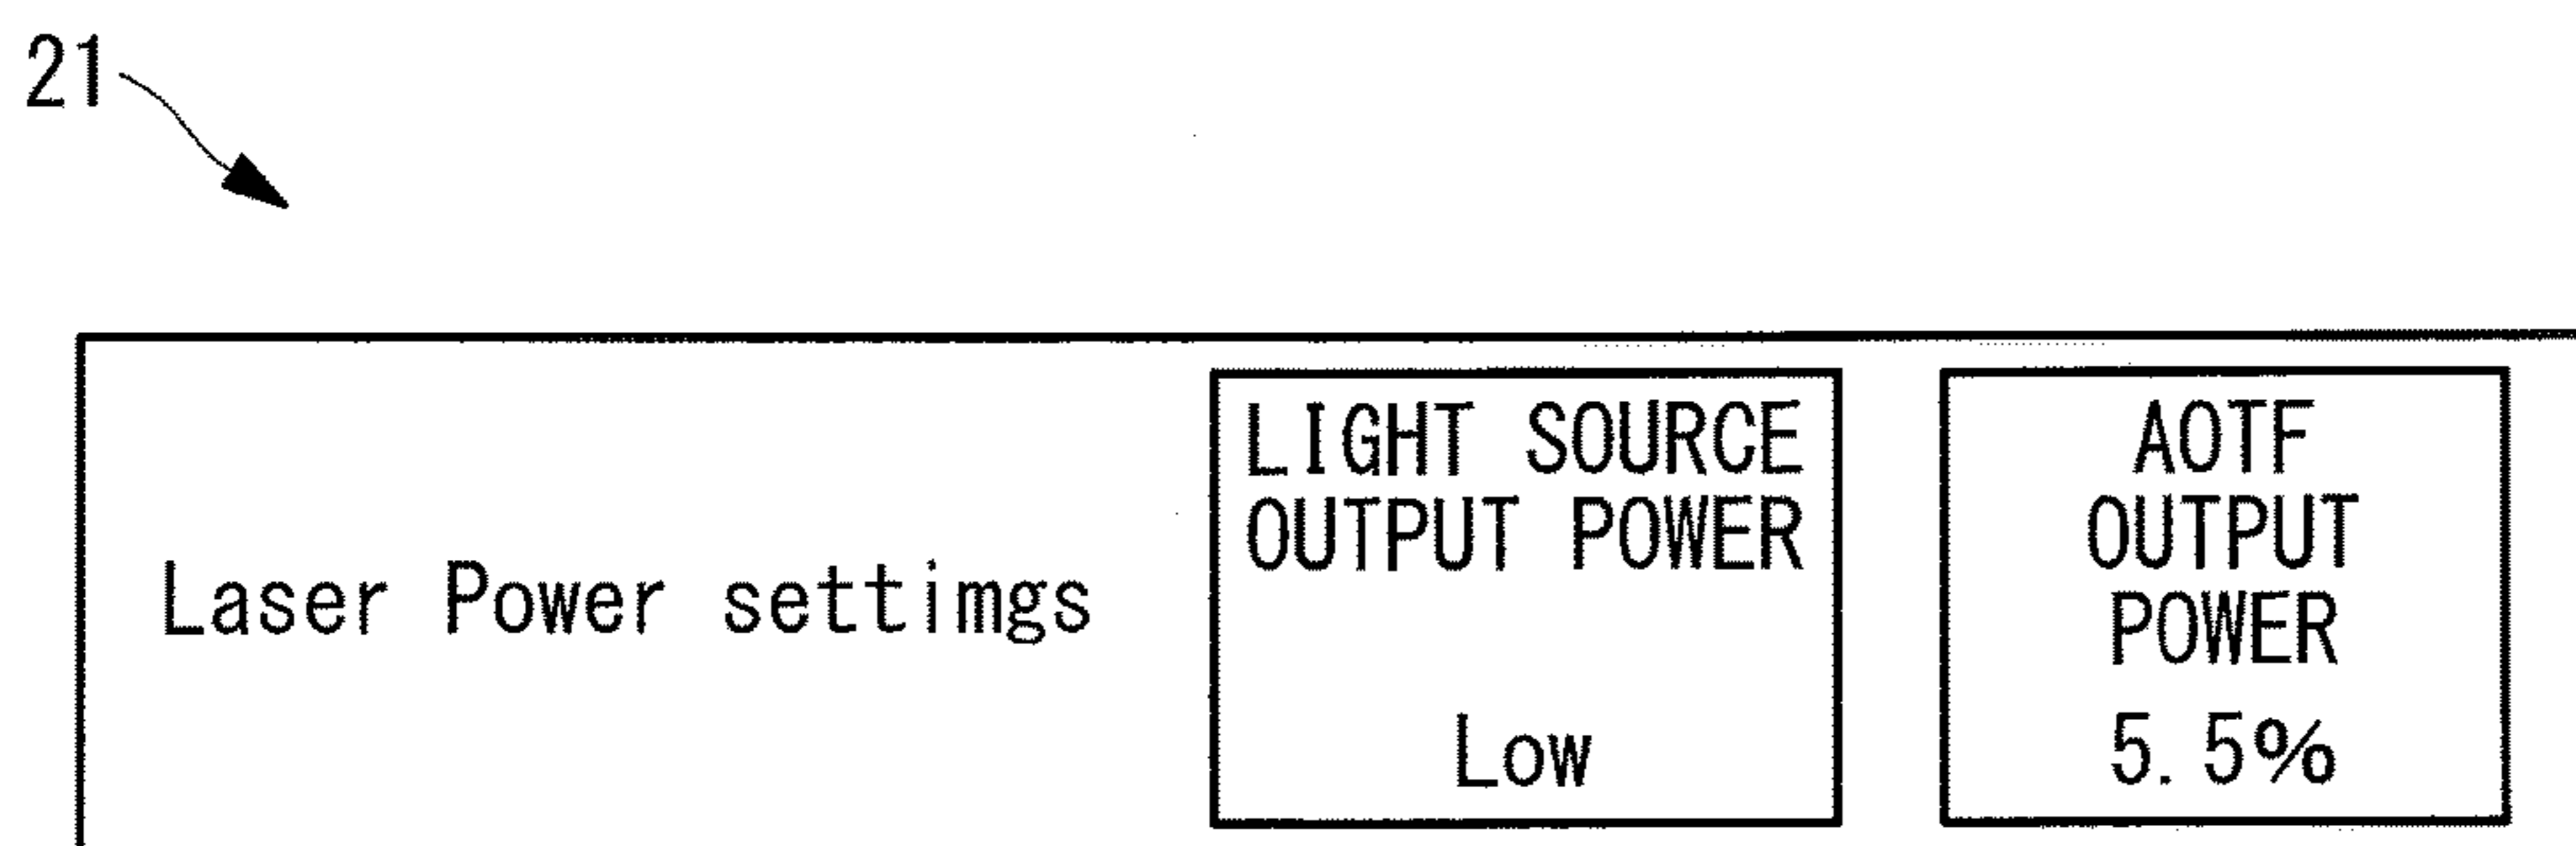 21
Laser Power settimgs
LIGHT SOURCE
OUTPUT POWER
Low
AOTF
OUTPUT
POWER
5.5%